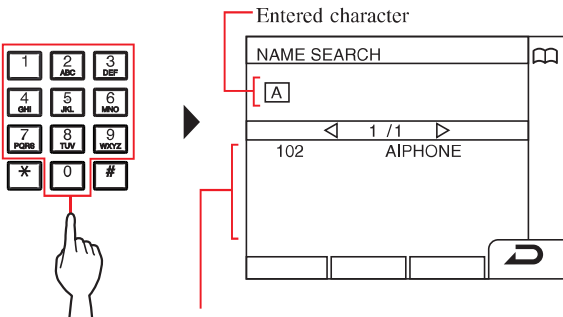 Entered character
1 2 3
ABC DEF
4 5 6
GHI JKL MNO
7 8 9
PQRS TUV WXYZ
* 0 #
NAME SEARCH
A
1 /1
102 AIPHONE